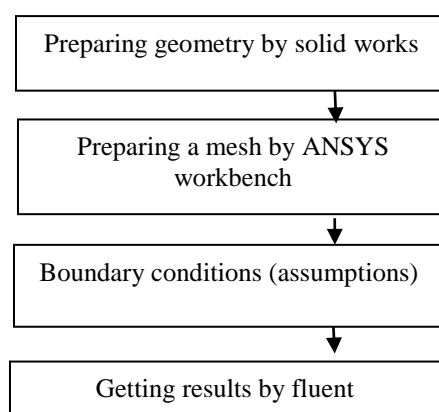 Preparing geometry by solid works
Preparing a mesh by ANSYS
workbench
Boundary conditions (assumptions)
Getting results by fluent